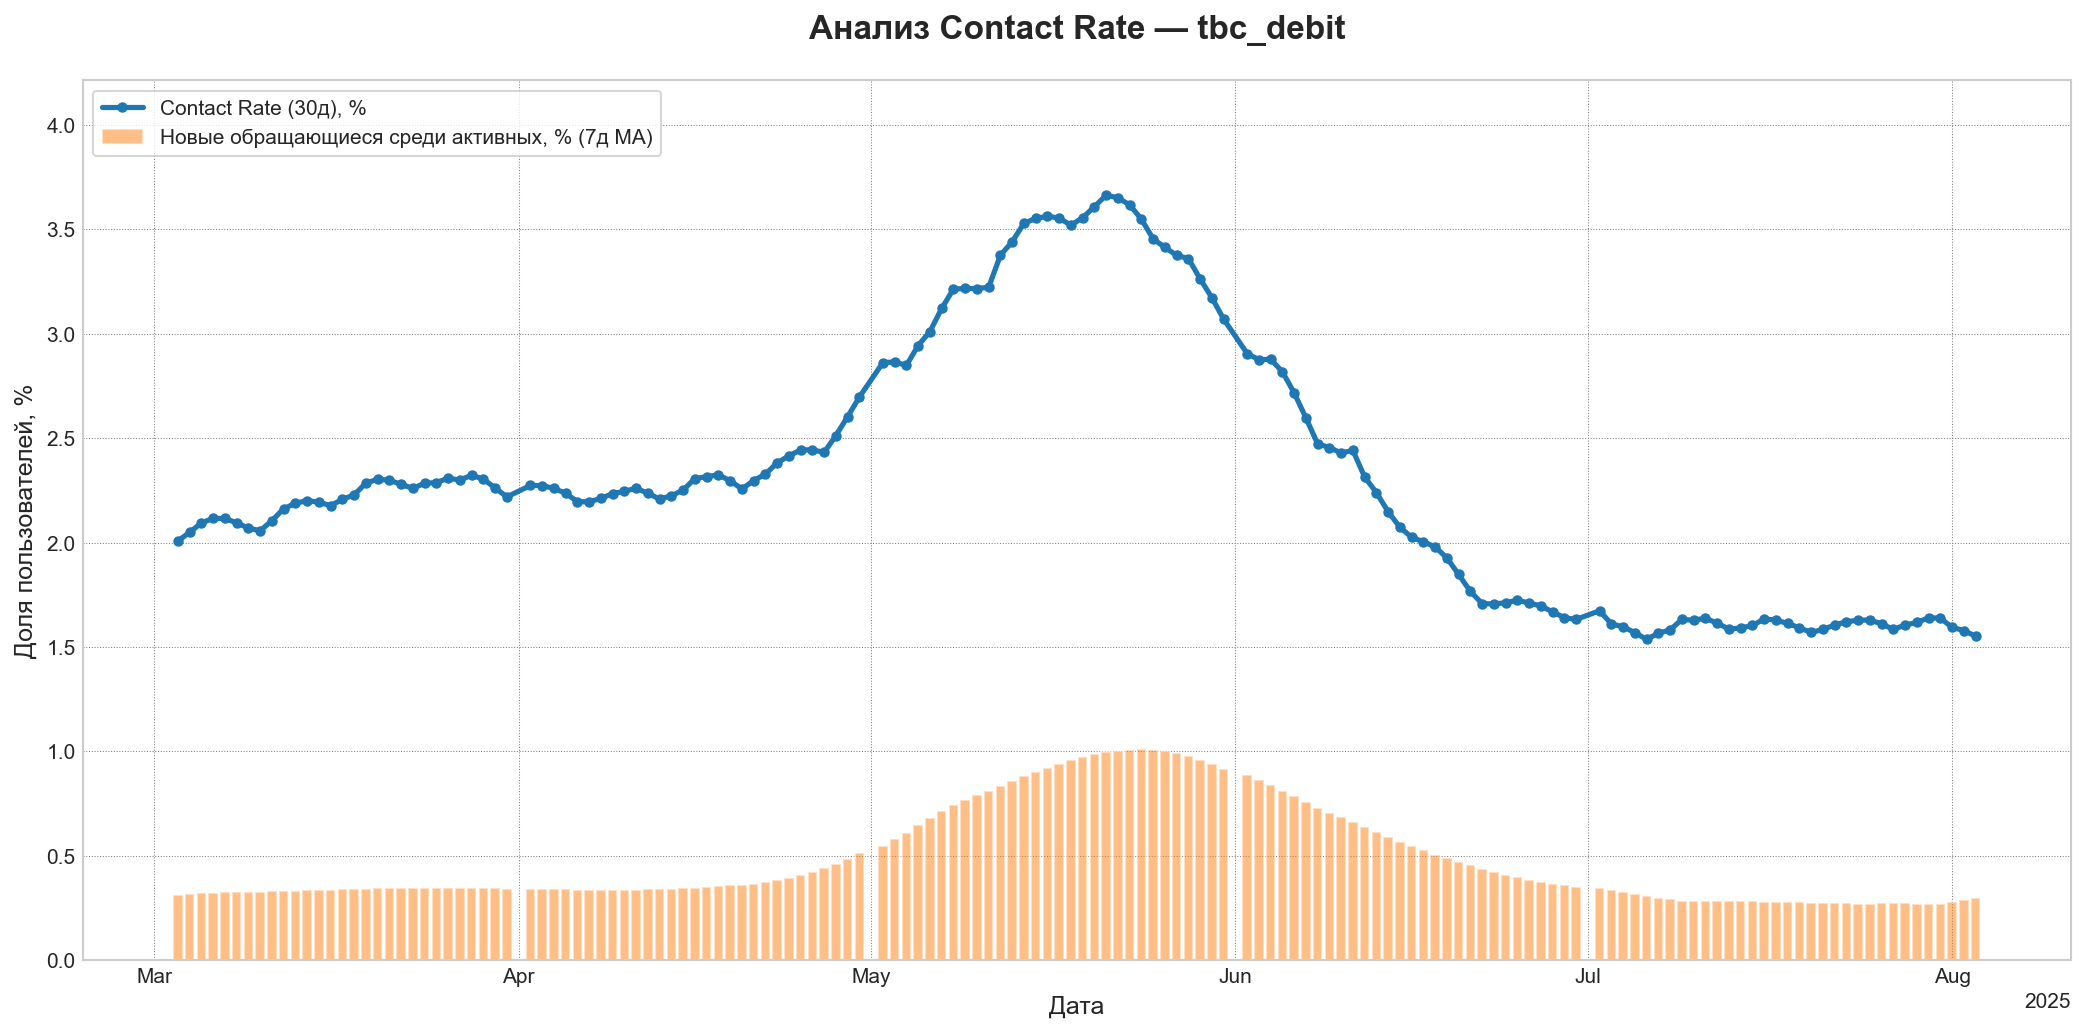 Анализ Contact Rate — tbc_debit
Contact Rate (30д), %
Новые обращающиеся среди активных, % (7д МА)
Доля пользователей, %
4.0
3.5
3.0
2.5
2.0
1.5
1.0
0.5
0.0
Mar Apr May Jun Jul Aug
2025
Дата